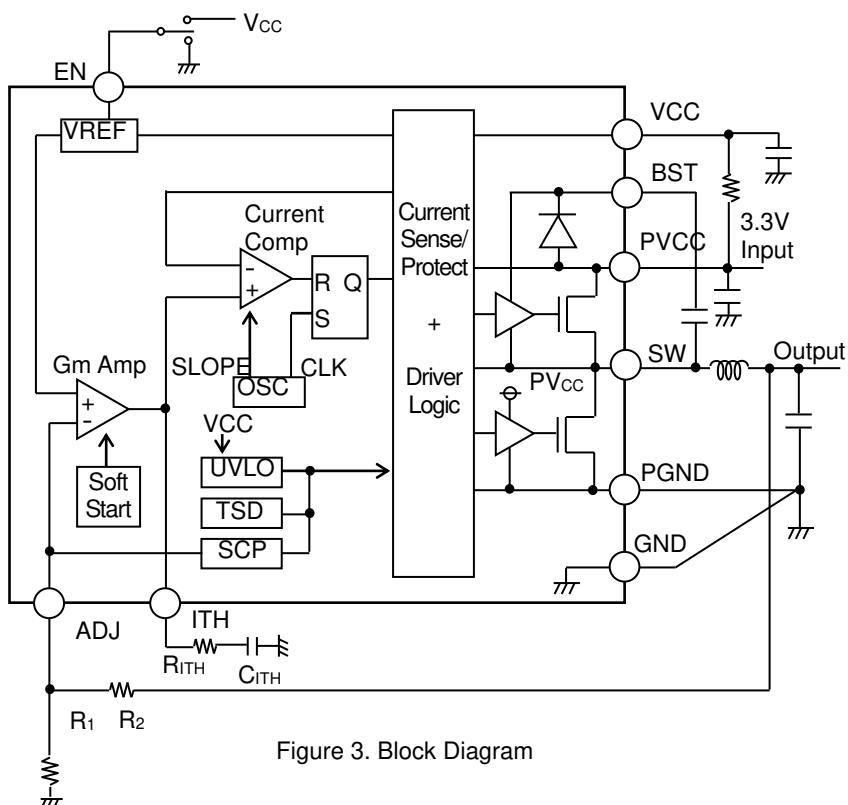 VCC
EN
VREF
VCC
BST
Current
Comp
Current
Sense/
Protect
+
Driver
Logic
3.3V
Input
PVCC
-
+
R Q
S
SLOPE
CLK
OSC
Gm Amp
+
-
SW
Output
PVCC
VCC
UVLO
Soft
Start
TSD
SCP
PGND
GND
ADJ
ITH
RITH
CITH
R1
R2
Figure 3. Block Diagram